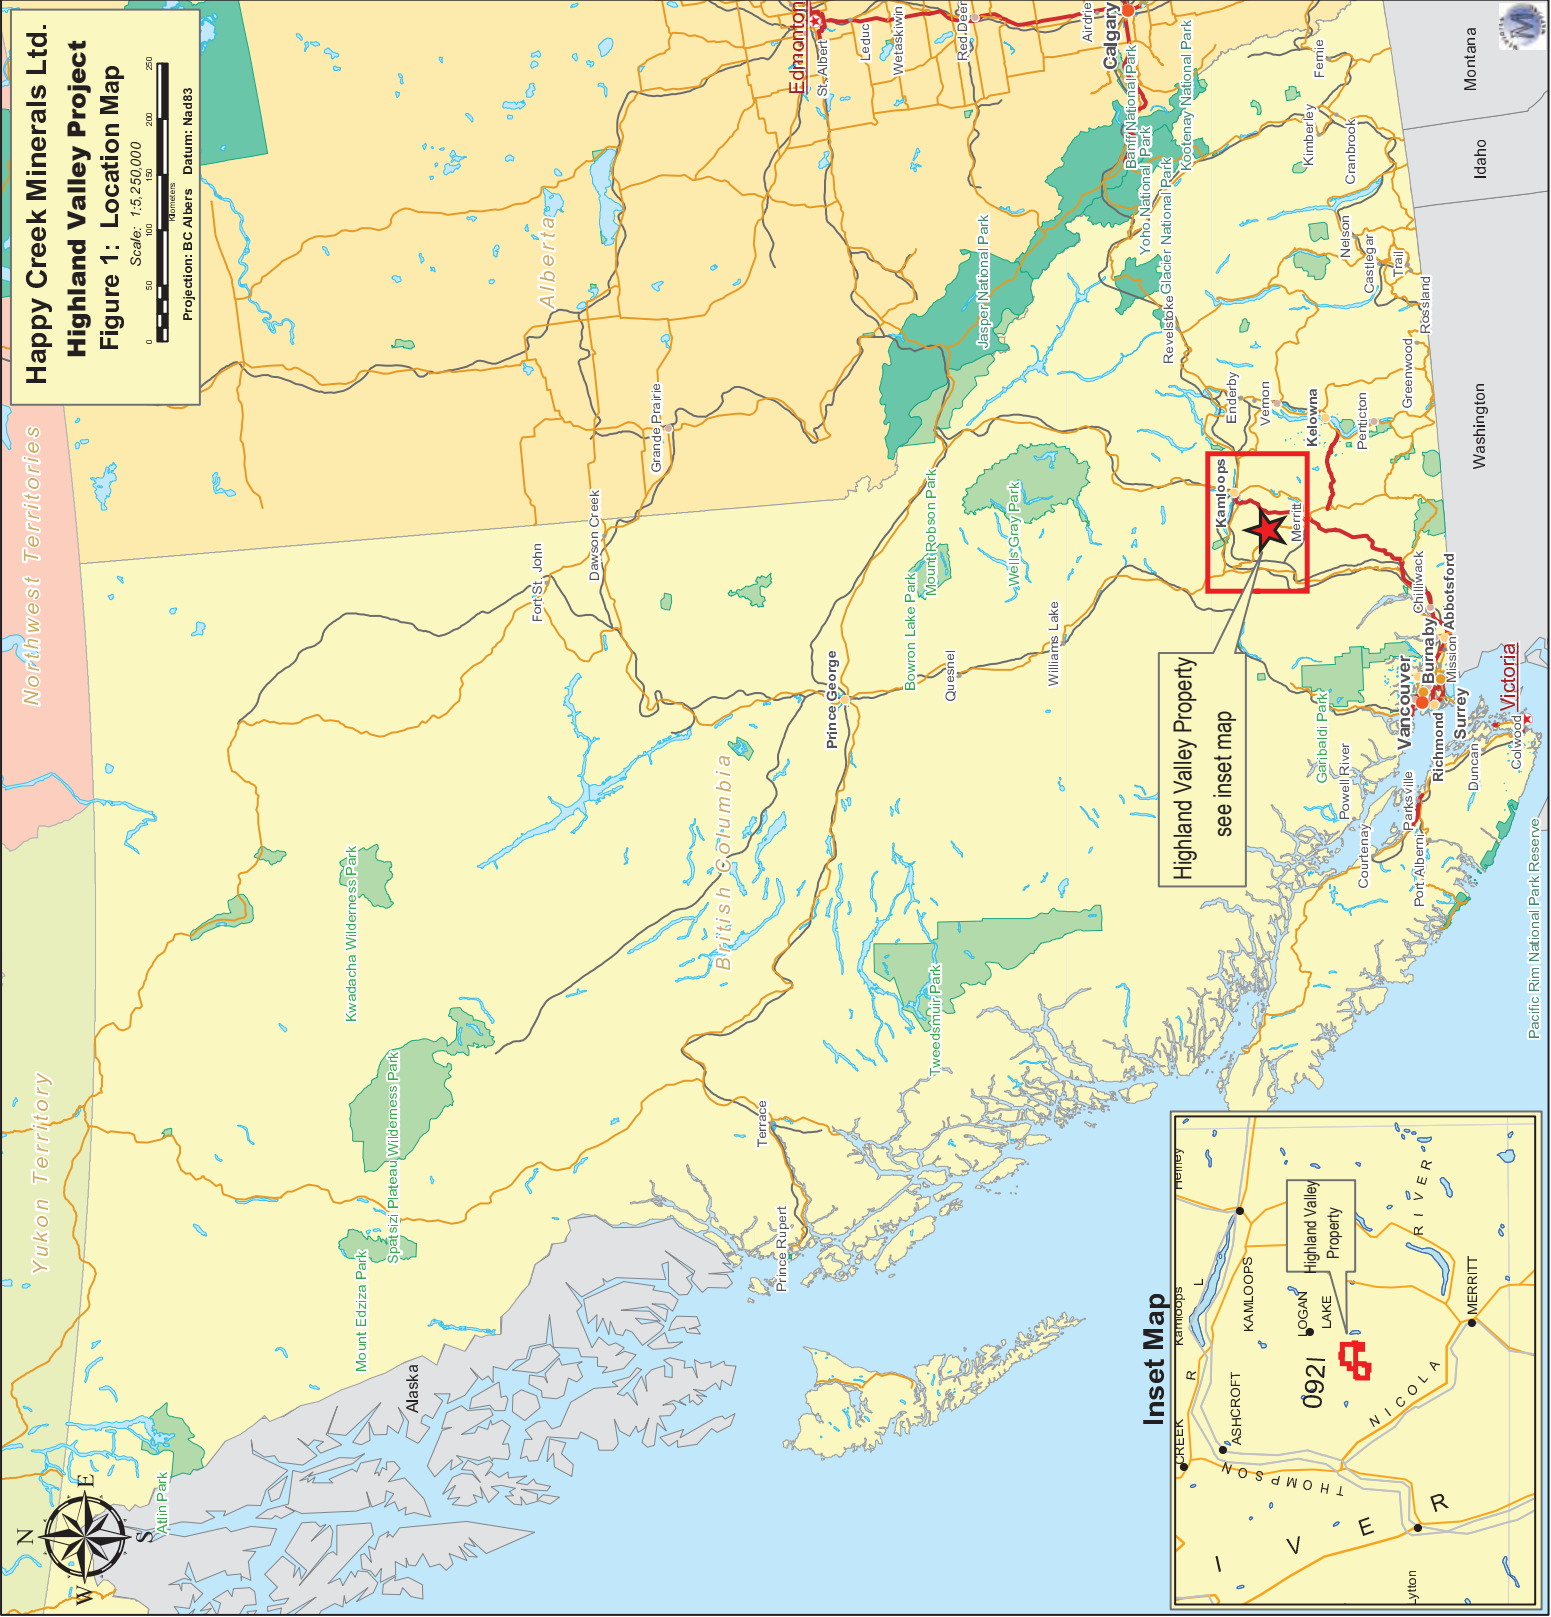 Happy Creek Minerals Ltd.
Highland Valley Project
Figure 1: Location Map
Scale: 1:5,250,000
0 50 100 150 200 250
Kilometers
Projection: BC Albers Datum: Nad83
N
W E
S
Yukon Territory
Northwest Territories
Alberta
British Columbia
Alaska
Washington
Idaho
Montana
Atlin Park
Mount Edziza Park
Spatsizi Plateau Wilderness Park
Kwadacha Wilderness Park
Fort St. John
Dawson Creek
Grande Prairie
Edmonton
St. Albert
Leduc
Wetaskiwin
Red Deer
Airdrie
Calgary
Banff National Park
Yoho National Park
Kootenay National Park
Glacier National Park
Jasper National Park
Mount Robson Park
Bowron Lake Park
Wells Gray Park
Tweedsmuir Park
Garibaldi Park
Pacific Rim National Park Reserve
Terrace
Prince Rupert
Prince George
Quesnel
Williams Lake
Revelstoke
Enderby
Vernon
Kelowna
Penticton
Kamloops
Merritt
Fernie
Kimberley
Cranbrook
Nelson
Castlegar
Trail
Rossland
Greenwood
Chilliwack
Abbotsford
Mission
Burnaby
Vancouver
Richmond
Surrey
Victoria
Colwood
Duncan
Parksville
Port Alberni
Powell River
Courtenay
Highland Valley Property
see inset map
Inset Map
CREEK
Kamloops L
Heffley
R
ASHCROFT
KAMLOOPS
LOGAN
LAKE
092I
Highland Valley
Property
RIVER
THOMPSON
NICOLA
MERRITT
I V E R
Lytton
M